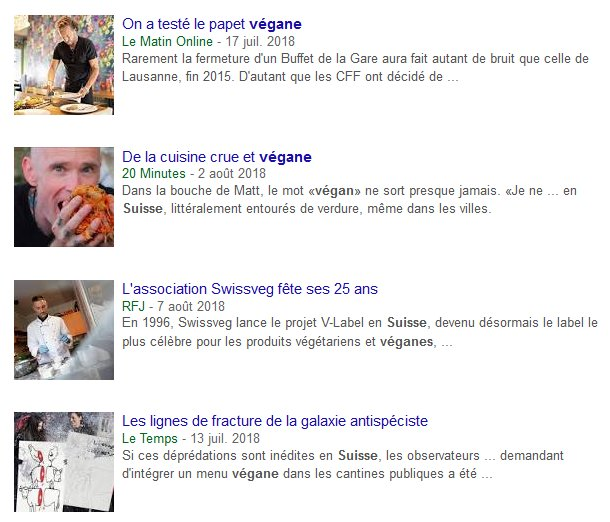 On a testé le papet végane
Le Matin Online - 17 juil. 2018
Rarement la fermeture d'un Buffet de la Gare aura fait autant de bruit que celle de
Lausanne, fin 2015. D'autant que les CFF ont décidé de ...
De la cuisine crue et végane
20 Minutes - 2 août 2018
Dans la bouche de Matt, le mot «végan» ne sort presque jamais. «Je ne ... en
Suisse, littéralement entourés de verdure, même dans les villes.
L'association Swissveg fête ses 25 ans
RFJ - 7 août 2018
En 1996, Swissveg lance le projet V-Label en Suisse, devenu désormais le label le
plus célèbre pour les produits végétariens et véganes, ...
Les lignes de fracture de la galaxie antispéciste
Le Temps - 13 juil. 2018
Si ces déprédations sont inédites en Suisse, les observateurs ... demandant
d'intégrer un menu végane dans les cantines publiques a été ...